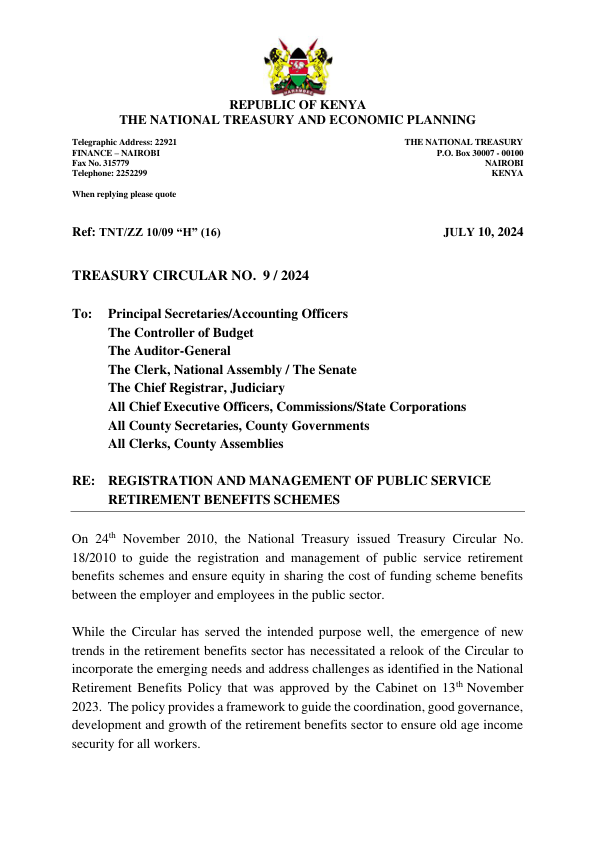 REPUBLIC OF KENYA
THE NATIONAL TREASURY AND ECONOMIC PLANNING
Telegraphic Address: 22921
FINANCE – NAIROBI
Fax No. 315779
Telephone: 2252299
When replying please quote
THE NATIONAL TREASURY
P.O. Box 30007 - 00100
NAIROBI
KENYA
Ref: TNT/ZZ 10/09 “H” (16)
JULY 10, 2024
TREASURY CIRCULAR NO. 9 / 2024
To: Principal Secretaries/Accounting Officers
The Controller of Budget
The Auditor-General
The Clerk, National Assembly / The Senate
The Chief Registrar, Judiciary
All Chief Executive Officers, Commissions/State Corporations
All County Secretaries, County Governments
All Clerks, County Assemblies
RE: REGISTRATION AND MANAGEMENT OF PUBLIC SERVICE
RETIREMENT BENEFITS SCHEMES
On 24th November 2010, the National Treasury issued Treasury Circular No.
18/2010 to guide the registration and management of public service retirement
benefits schemes and ensure equity in sharing the cost of funding scheme benefits
between the employer and employees in the public sector.
While the Circular has served the intended purpose well, the emergence of new
trends in the retirement benefits sector has necessitated a relook of the Circular to
incorporate the emerging needs and address challenges as identified in the National
Retirement Benefits Policy that was approved by the Cabinet on 13th November
2023. The policy provides a framework to guide the coordination, good governance,
development and growth of the retirement benefits sector to ensure old age income
security for all workers.